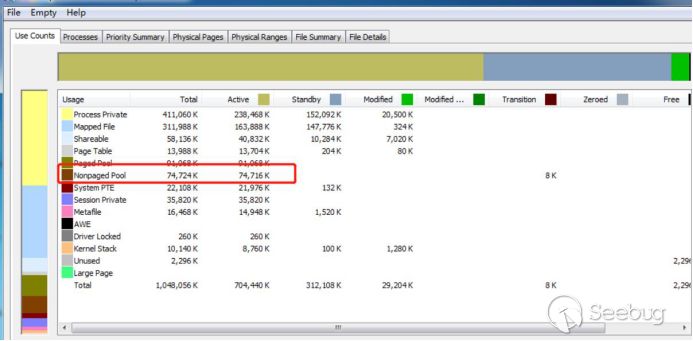 File Empty Help
Use Counts Processes Priority Summary Physical Pages Physical Ranges File Summary File Details
Usage Total Active Standby Modified Modified ... Transition Zeroed Free
Process Private 411,060 K 238,468 K 152,092 K 20,500 K
Mapped File 311,988 K 163,888 K 147,776 K 324 K
Shareable 58,136 K 40,832 K 10,284 K 7,020 K
Page Table 13,988 K 13,704 K 204 K 80 K
Paged Pool 91,068 K 91,068 K
Nonpaged Pool 74,724 K 74,716 K 8 K
System PTE 22,108 K 21,976 K 132 K
Session Private 35,820 K 35,820 K
Metafile 16,468 K 14,948 K 1,520 K
AWE
Driver Locked 260 K 260 K
Kernel Stack 10,140 K 8,760 K 100 K 1,280 K
Unused 2,296 K 2,296
Large Page
Total 1,048,056 K 704,440 K 312,108 K 29,204 K 8 K 2,296
Seebug